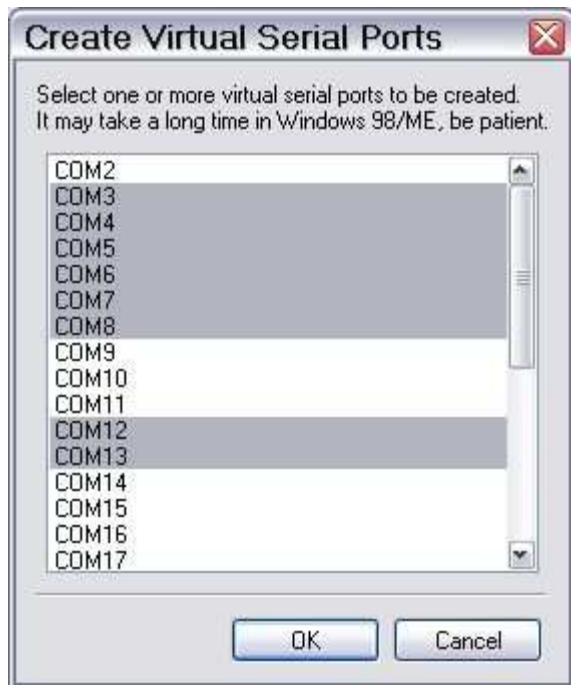 Create Virtual Serial Ports
Select one or more virtual serial ports to be created.
It may take a long time in Windows 98/ME, be patient.
COM2
COM3
COM4
COM5
COM6
COM7
COM8
COM9
COM10
COM11
COM12
COM13
COM14
COM15
COM16
COM17
OK
Cancel